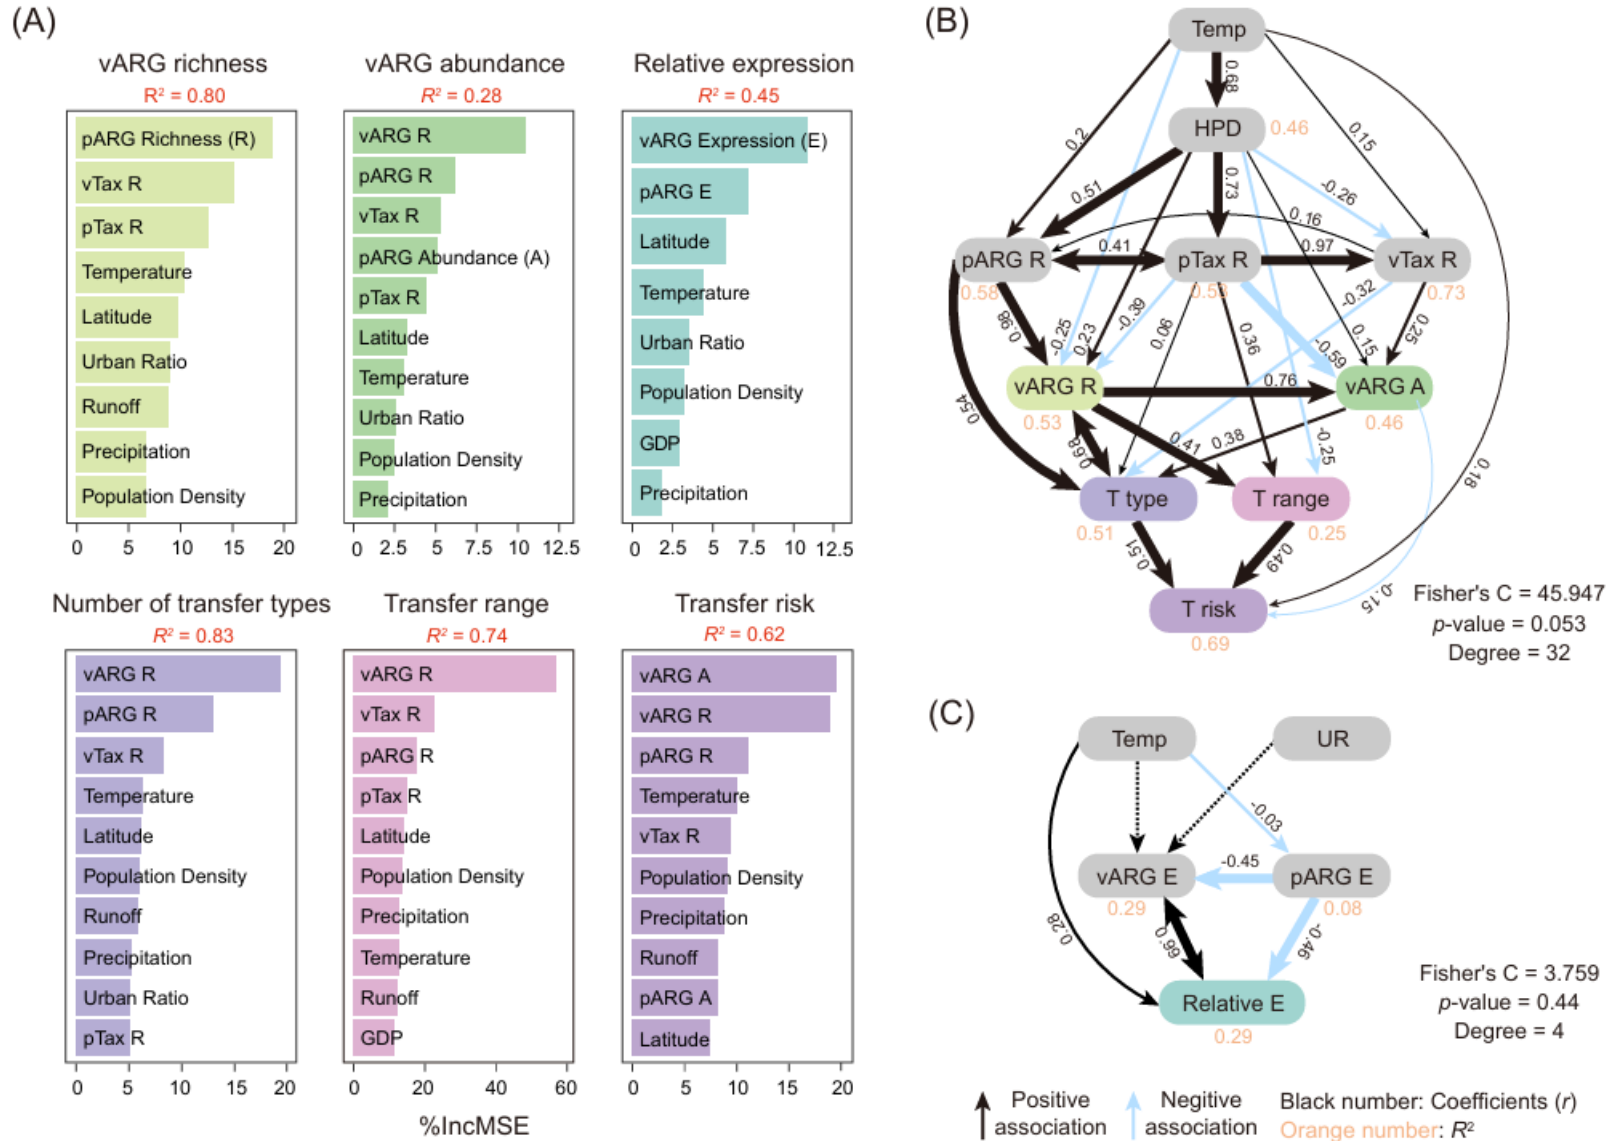 (A)
vARG richness
R² = 0.80
pARG Richness (R)
vTax R
pTax R
Temperature
Latitude
Urban Ratio
Runoff
Precipitation
Population Density
0 5 10 15 20
vARG abundance
R² = 0.28
vARG R
pARG R
vTax R
pARG Abundance (A)
pTax R
Latitude
Temperature
Urban Ratio
Population Density
Precipitation
0 2.5 5 7.5 10 12.5
Relative expression
R² = 0.45
vARG Expression (E)
pARG E
Latitude
Temperature
Urban Ratio
Population Density
GDP
Precipitation
0 2.5 5 7.5 10 12.5
Number of transfer types
R² = 0.83
vARG R
pARG R
vTax R
Temperature
Latitude
Population Density
Runoff
Precipitation
Urban Ratio
pTax R
0 5 10 15 20
Transfer range
R² = 0.74
vARG R
vTax R
pARG R
pTax R
Latitude
Population Density
Precipitation
Temperature
Runoff
GDP
0 20 40 60
Transfer risk
R² = 0.62
vARG A
vARG R
pARG R
Temperature
vTax R
Population Density
Precipitation
Runoff
pARG A
Latitude
0 5 10 15 20
%IncMSE
(B)
Temp
0.68
HPD
0.46
0.2
0.15
0.51
0.73
-0.26
0.16
pARG R
0.41
pTax R
0.97
vTax R
0.58
0.53
0.73
-0.32
0.98
-0.25
0.23
-0.39
0.06
0.36
-0.59
0.15
0.25
vARG R
0.76
vARG A
0.53
0.46
0.54
0.68
0.41
0.38
-0.25
0.18
T type
T range
0.51
0.25
0.51
0.49
-0.15
T risk
0.69
Fisher's C = 45.947
p-value = 0.053
Degree = 32
(C)
Temp
UR
-0.03
vARG E
-0.45
pARG E
0.29
0.08
0.28
0.99
-0.46
Relative E
0.29
Fisher's C = 3.759
p-value = 0.44
Degree = 4
Positive
association
Negitive
association
Black number: Coefficients (r)
Orange number: R²